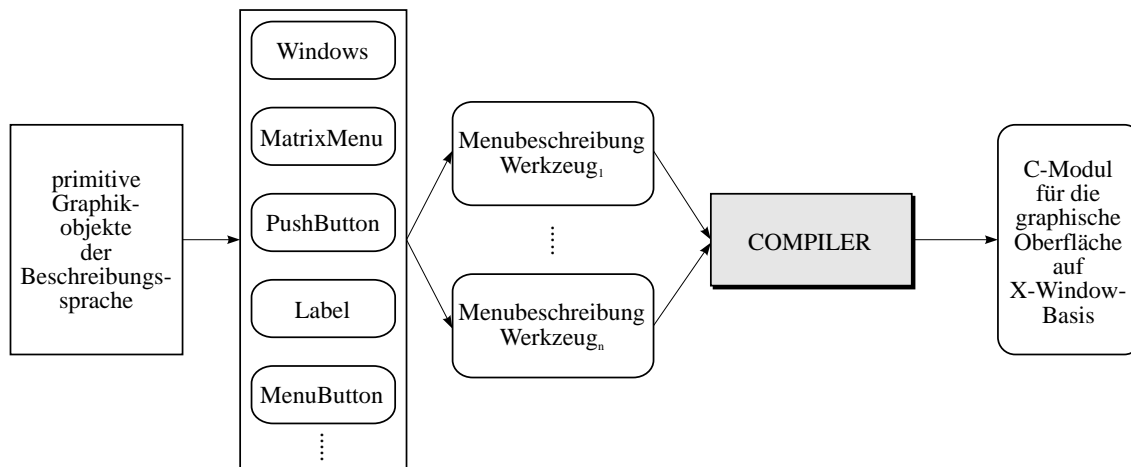 primitive
Graphik-
objekte
der
Beschreibungs-
sprache
Windows
MatrixMenu
PushButton
Label
MenuButton
Menubeschreibung
Werkzeug₁
Menubeschreibung
Werkzeugₙ
COMPILER
C-Modul
für die
graphische
Oberfläche
auf
X-Window-
Basis